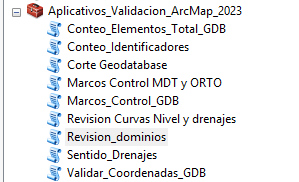 Aplicativos_Validacion_ArcMap_2023
Conteo_Elementos_Total_GDB
Conteo_Identificadores
Corte Geodatabase
Marcos Control MDT y ORTO
Marcos_Control_GDB
Revision Curvas Nivel y drenajes
Revision_dominios
Sentido_Drenajes
Validar_Coordenadas_GDB